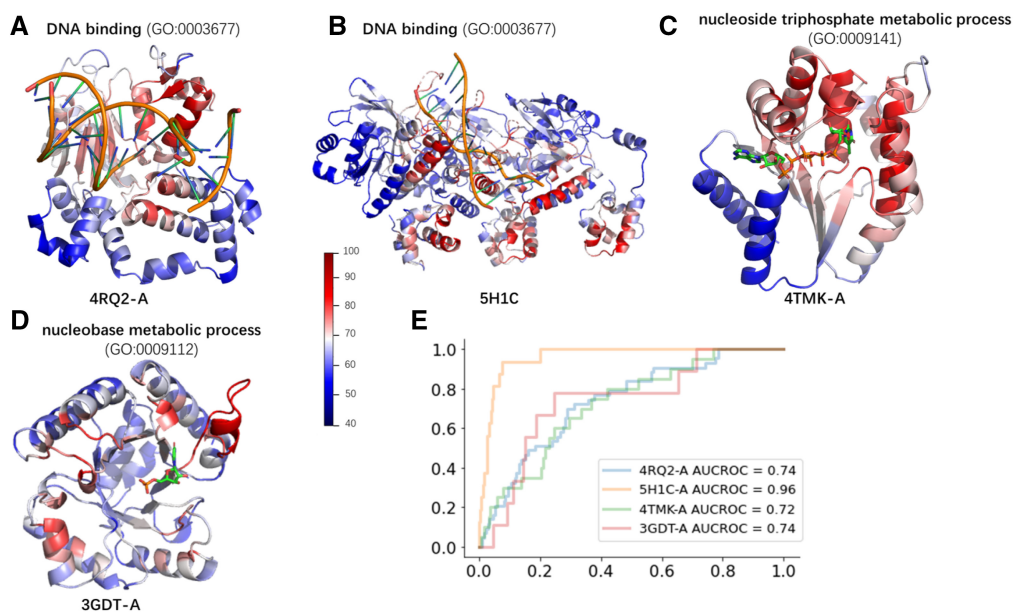 A DNA binding (GO:0003677)
4RQ2-A
B DNA binding (GO:0003677)
5H1C
C nucleoside triphosphate metabolic process
(GO:0009141)
4TMK-A
100
90
80
70
60
50
40
D nucleobase metabolic process
(GO:0009112)
3GDT-A
E
1.0
0.8
0.6
0.4
0.2
0.0
0.0 0.2 0.4 0.6 0.8 1.0
4RQ2-A AUCROC = 0.74
5H1C-A AUCROC = 0.96
4TMK-A AUCROC = 0.72
3GDT-A AUCROC = 0.74